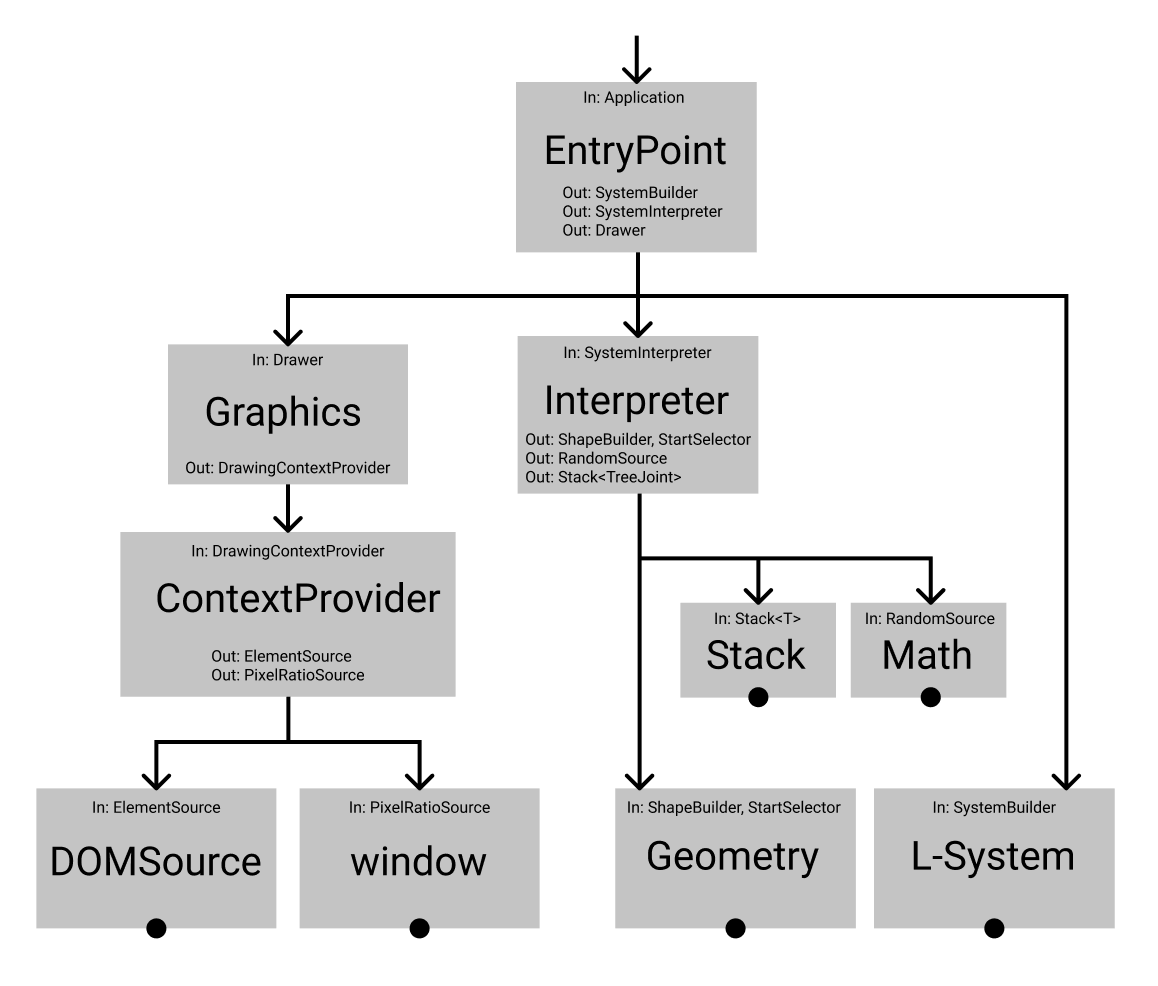 In: Application
EntryPoint
Out: SystemBuilder
Out: SystemInterpreter
Out: Drawer
In: Drawer
Graphics
Out: DrawingContextProvider
In: SystemInterpreter
Interpreter
Out: ShapeBuilder, StartSelector
Out: RandomSource
Out: Stack<TreeJoint>
In: DrawingContextProvider
ContextProvider
Out: ElementSource
Out: PixelRatioSource
In: Stack<T>
Stack
In: RandomSource
Math
In: ElementSource
DOMSource
In: PixelRatioSource
window
In: ShapeBuilder, StartSelector
Geometry
In: SystemBuilder
L-System